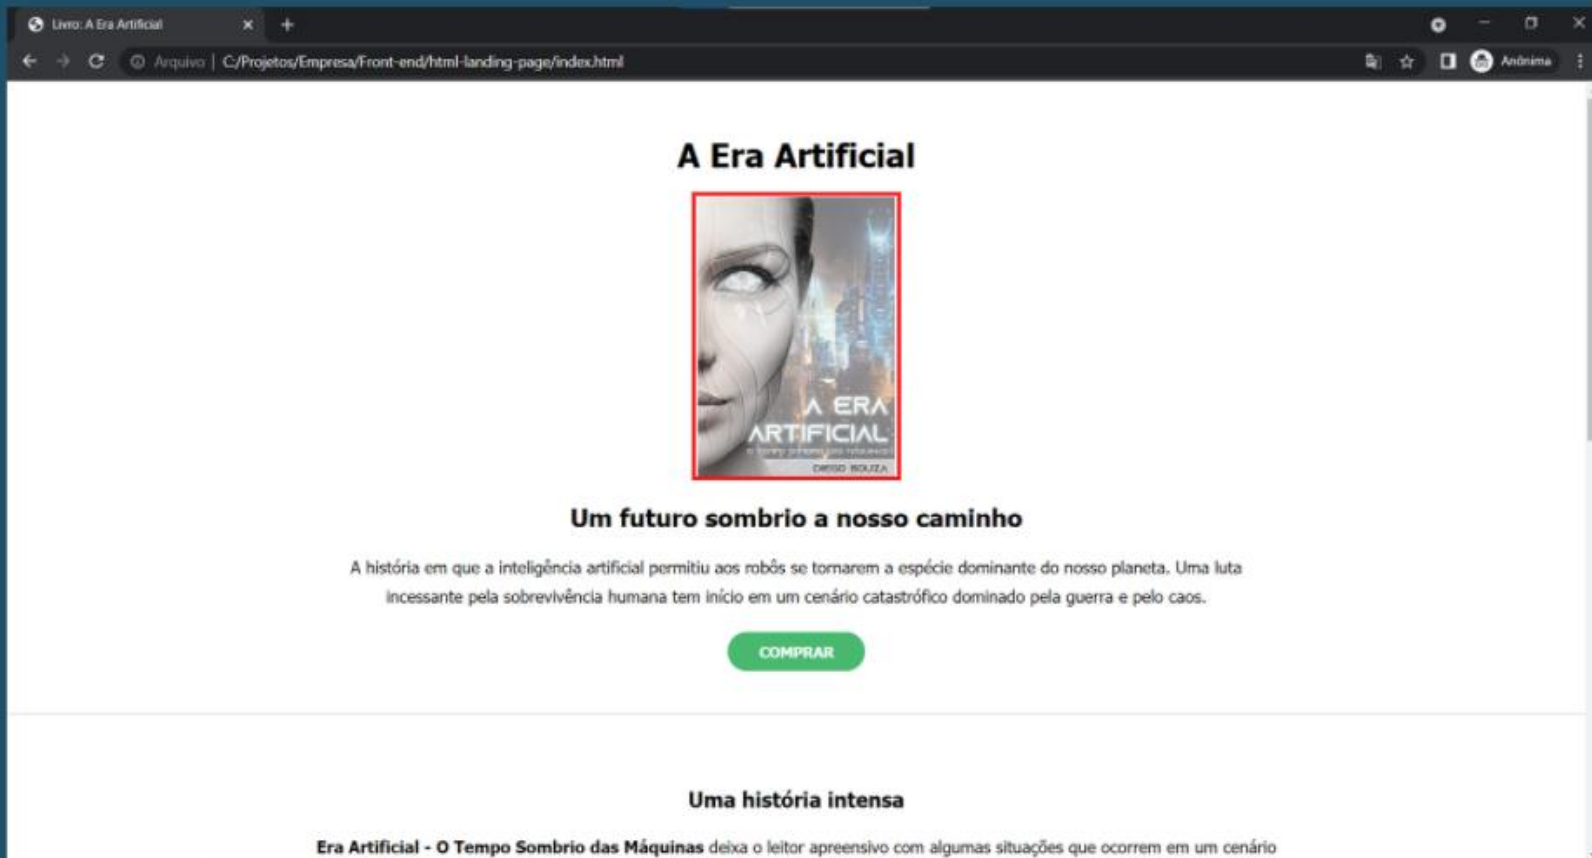 Livro: A Era Artificial
Arquivo | C:/Projetos/Empresa/Front-end/html-landing-page/index.html
Anônima
A Era Artificial
A ERA
ARTIFICIAL
DIEGO SOUZA
Um futuro sombrio a nosso caminho
A história em que a inteligência artificial permitiu aos robôs se tornarem a espécie dominante do nosso planeta. Uma luta
incessante pela sobrevivência humana tem início em um cenário catastrófico dominado pela guerra e pelo caos.
COMPRAR
Uma história intensa
Era Artificial - O Tempo Sombrio das Máquinas deixa o leitor apreensivo com algumas situações que ocorrem em um cenário